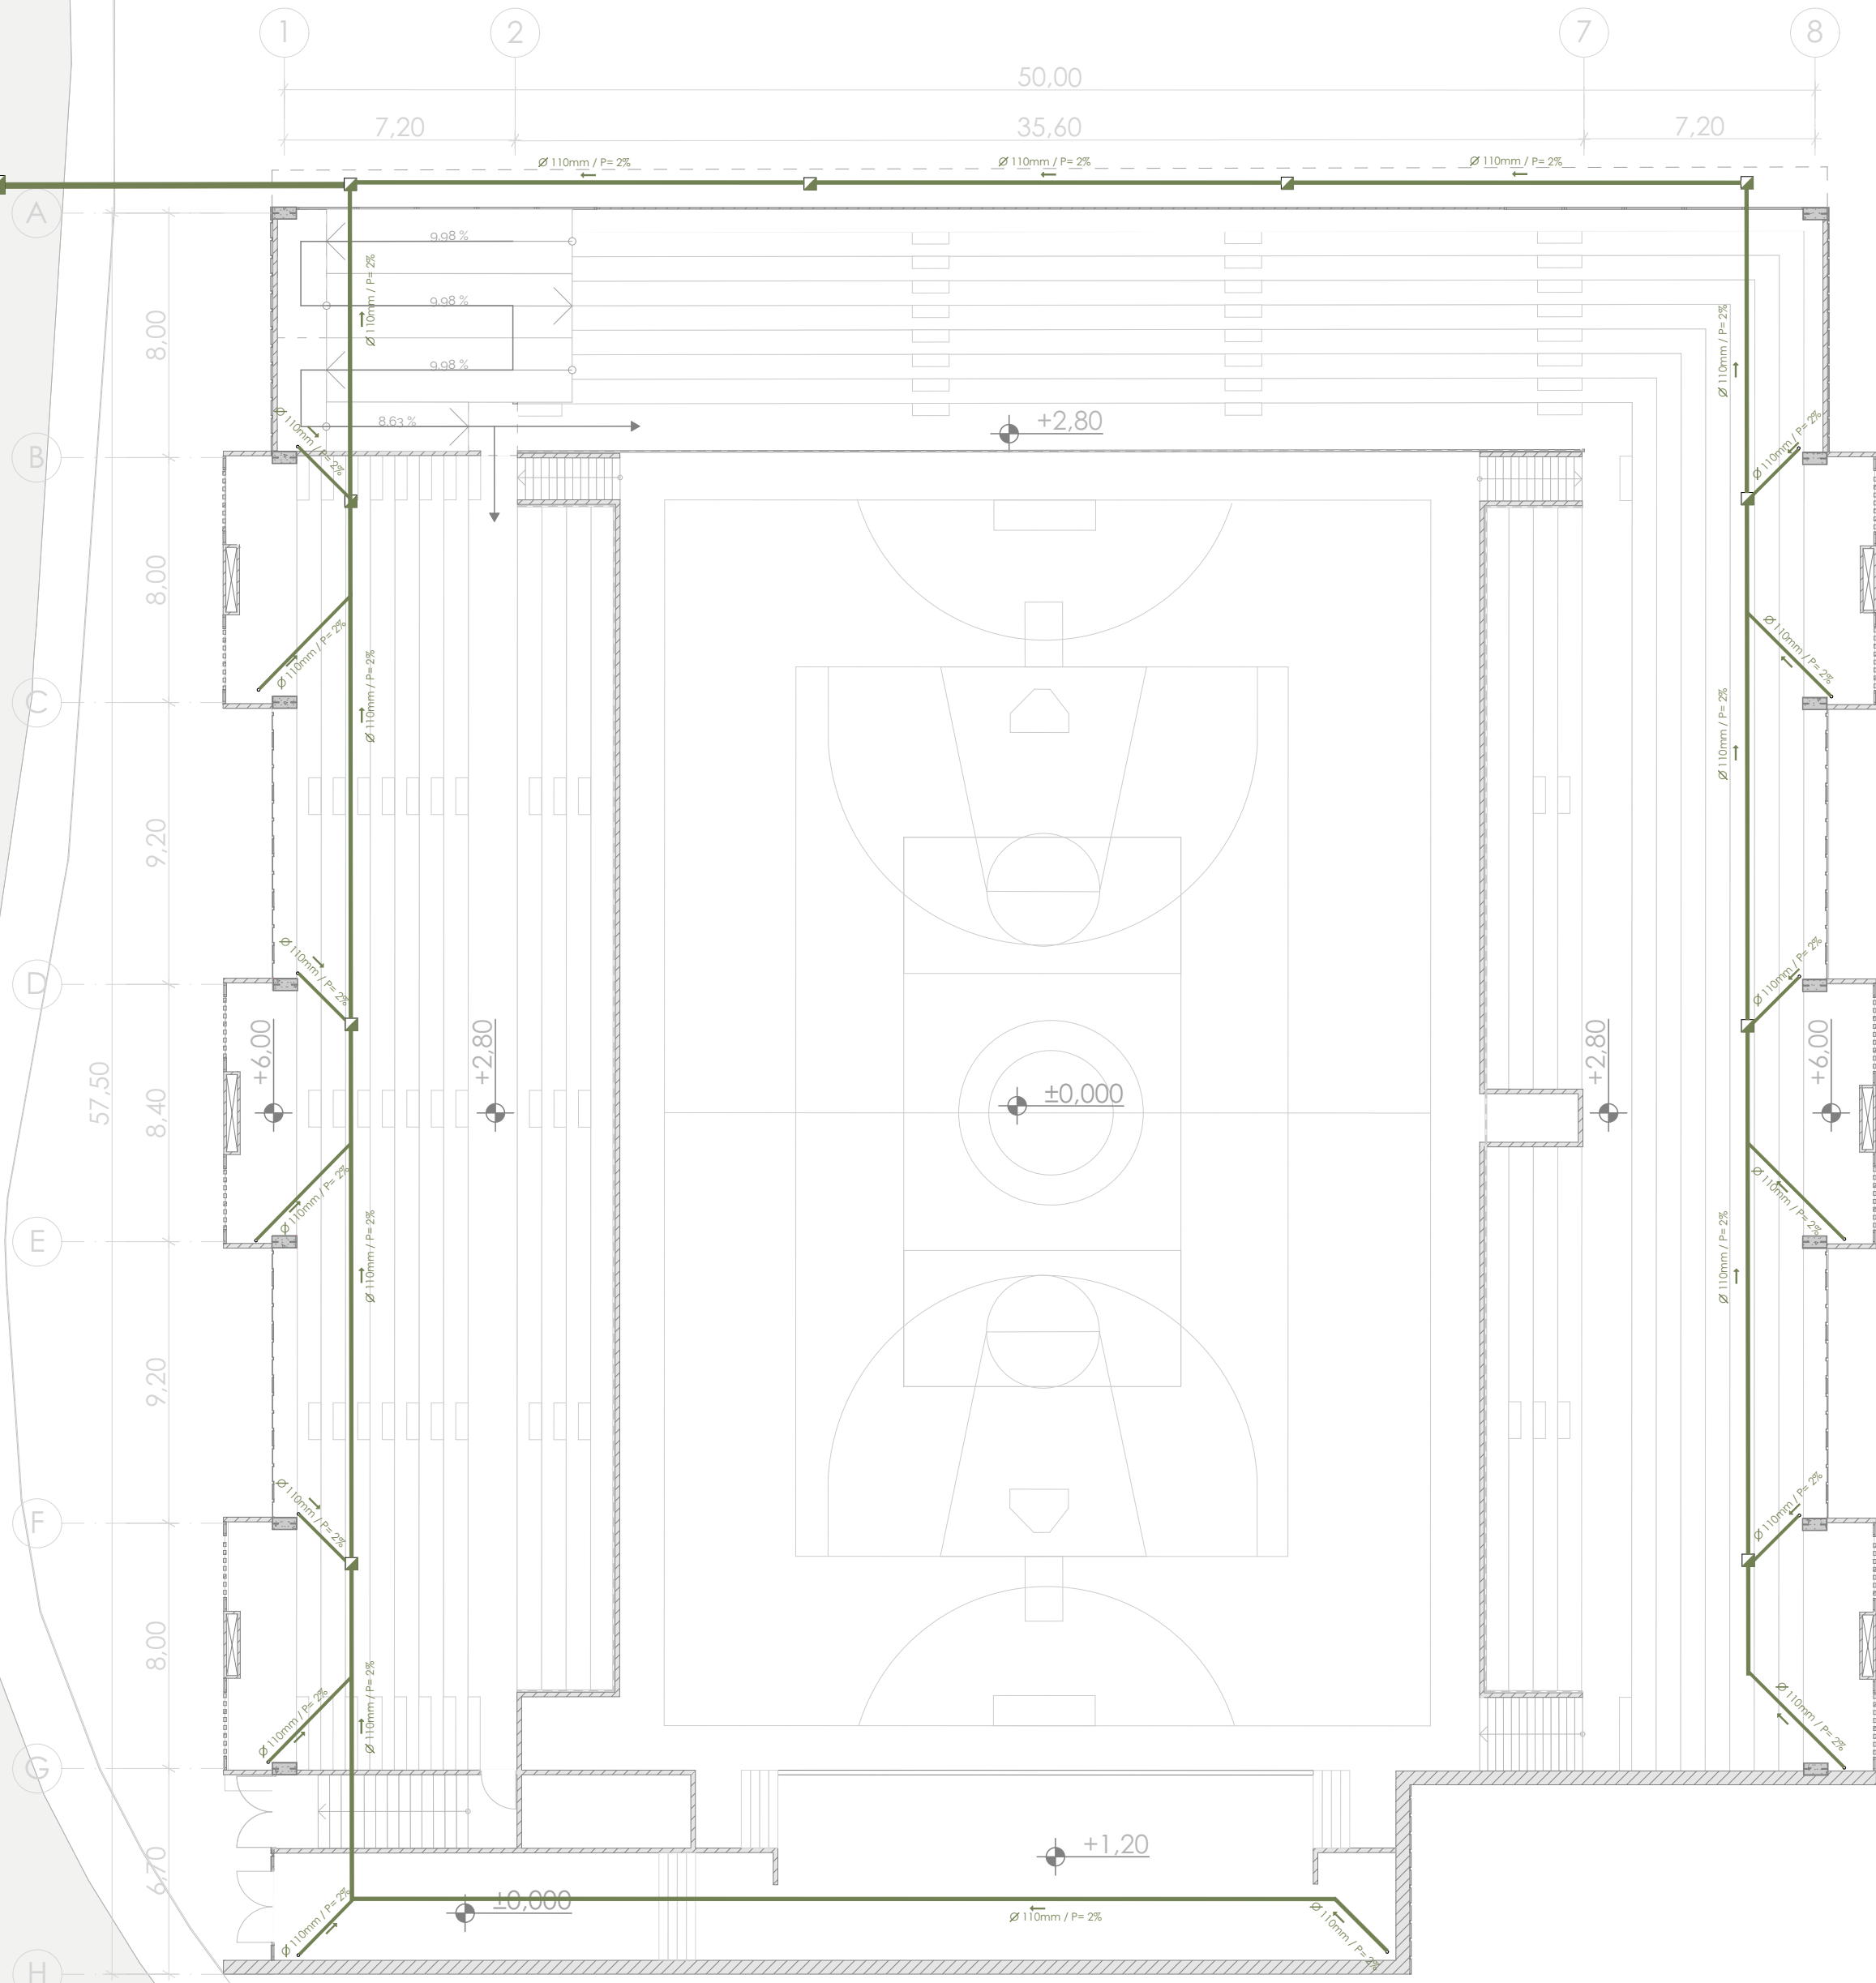 1
2
7
8
50,00
7,20
35,60
7,20
Ø 110mm / P= 2%
Ø 110mm / P= 2%
Ø 110mm / P= 2%
A
9,98 %
Ø 110mm / P= 2%
9,98 %
8,00
Ø 110mm / P= 2%
9,98 %
Ø 110mm / P= 2%
8,63 %
+2,80
Ø 110mm / P= 2%
B
8,00
Ø 110mm / P= 2%
Ø 110mm / P= 2%
Ø 110mm / P= 2%
C
Ø 110mm / P= 2%
9,20
Ø 110mm / P= 2%
Ø 110mm / P= 2%
D
+6,00
+2,80
+2,80
+6,00
57,50
8,40
±0,000
Ø 110mm / P= 2%
Ø 110mm / P= 2%
E
Ø 110mm / P= 2%
Ø 110mm / P= 2%
9,20
Ø 110mm / P= 2%
Ø 110mm / P= 2%
F
8,00
Ø 110mm / P= 2%
Ø 110mm / P= 2%
Ø 110mm / P= 2%
G
+1,20
6,70
±0,000
Ø 110mm / P= 2%
Ø 110mm / P= 2%
Ø 110mm / P= 2%
H